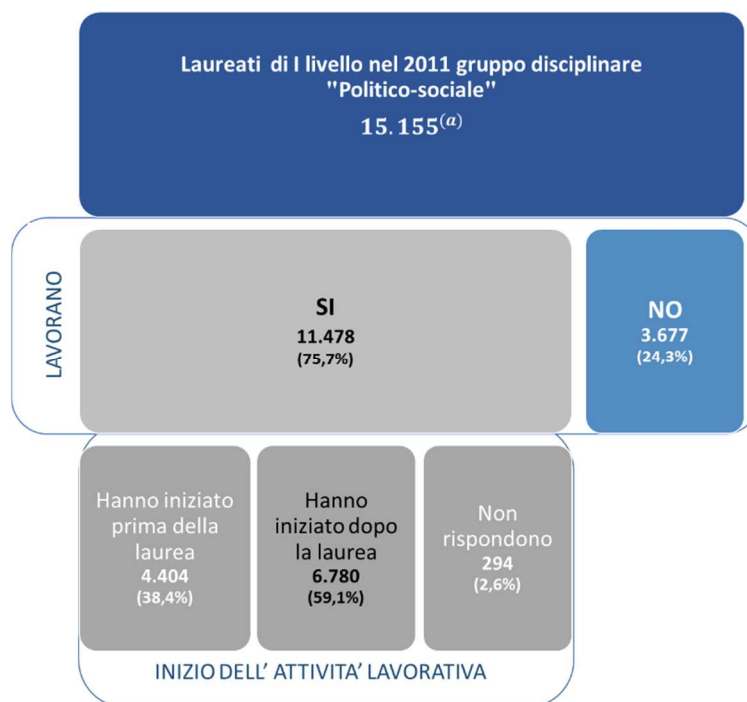 Laureati di I livello nel 2011 gruppo disciplinare
"Politico-sociale"
15.155(a)
LAVORANO
SI
11.478
(75,7%)
NO
3.677
(24,3%)
Hanno iniziato
prima della
laurea
4.404
(38,4%)
Hanno
iniziato dopo
la laurea
6.780
(59,1%)
Non
rispondono
294
(2,6%)
INIZIO DELL’ ATTIVITA’ LAVORATIVA